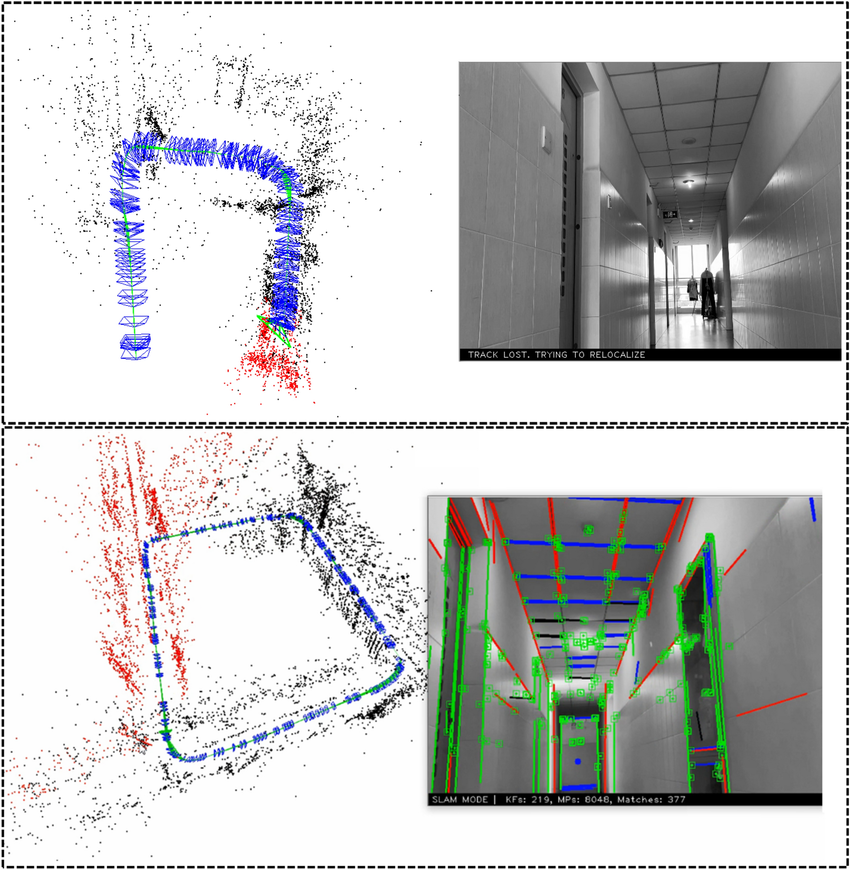 TRACK LOST. TRYING TO RELOCALIZE
SLAM MODE | KFs: 219, MPs: 8048, Matches: 377